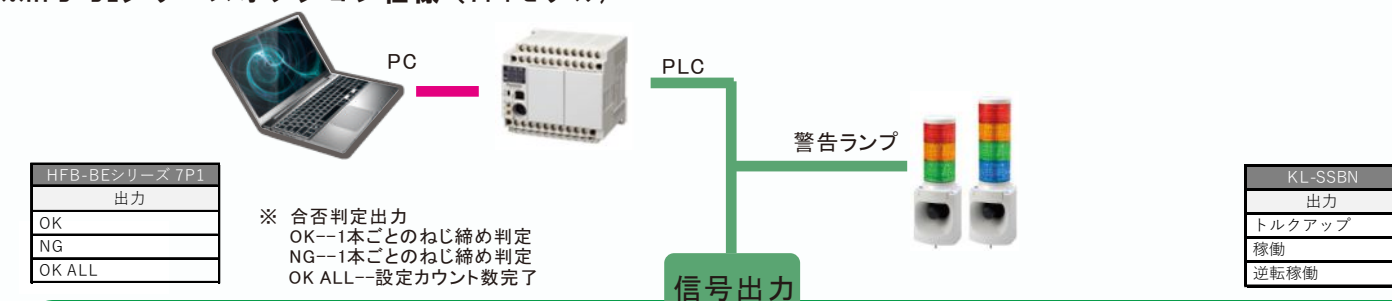 PC
PLC
警告ランプ
HFB-BEシリーズ 7P1
出力
OK
NG
OK ALL
※ 合否判定出力
OK--1本ごとのねじ締め判定
NG--1本ごとのねじ締め判定
OK ALL--設定カウント数完了
信号出力
KL-SSBN
出力
トルクアップ
稼働
逆転稼働